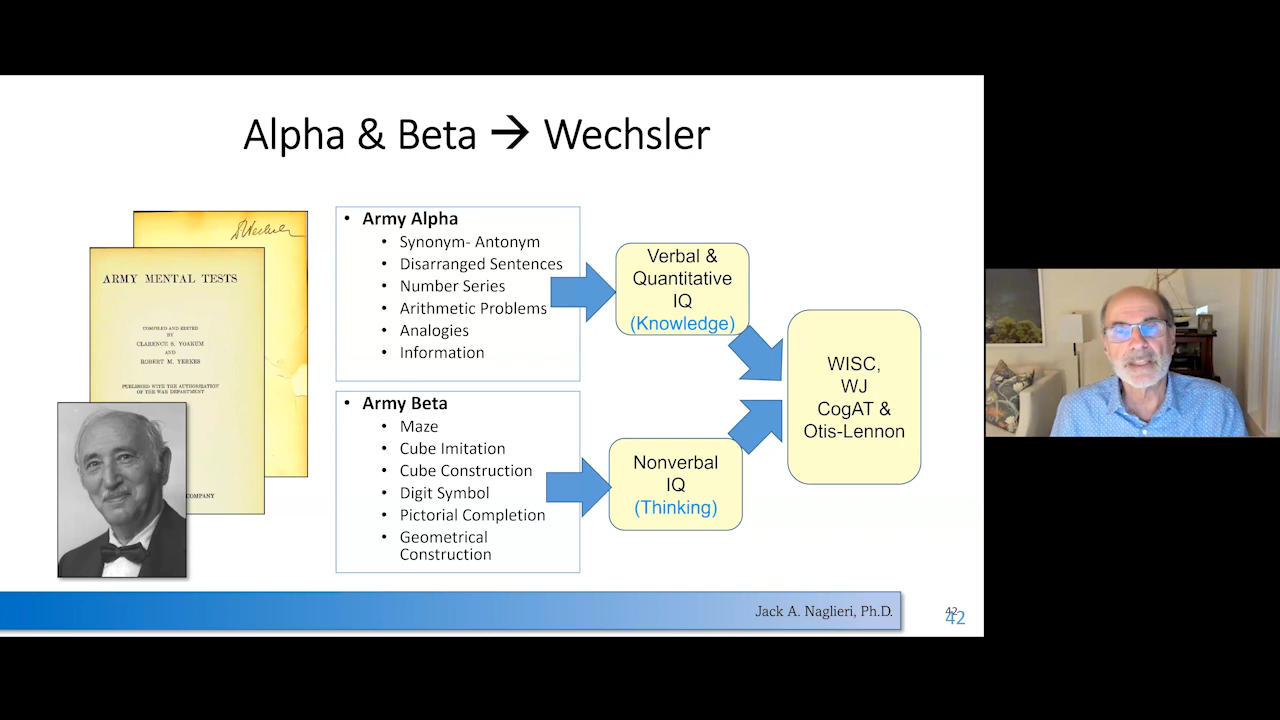 Alpha & Beta → Wechsler
D Wechsler
ARMY MENTAL TESTS
COMPILED AND EDITED
BY
CLARENCE S. YOAKUM
AND
ROBERT M. YERKES
PUBLISHED WITH THE AUTHORIZATION
OF THE WAR DEPARTMENT
COMPANY
• Army Alpha
• Synonym- Antonym
• Disarranged Sentences
• Number Series
• Arithmetic Problems
• Analogies
• Information
• Army Beta
• Maze
• Cube Imitation
• Cube Construction
• Digit Symbol
• Pictorial Completion
• Geometrical
Construction
Verbal &
Quantitative
IQ
(Knowledge)
Nonverbal
IQ
(Thinking)
WISC,
WJ
CogAT &
Otis-Lennon
Jack A. Naglieri, Ph.D.
42
42